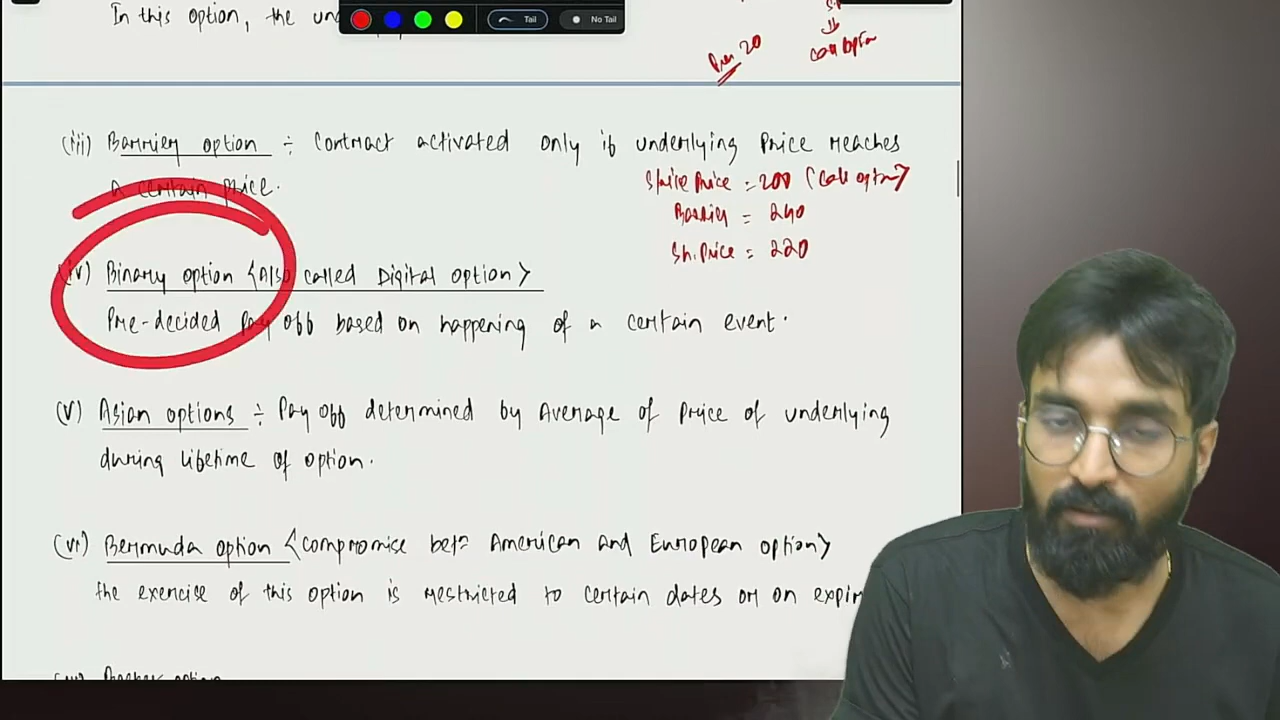 In this option, the
Tail
No Tail
Pre 20
call option
(iii) Barrier option ÷ Contract activated only if underlying Price reaches
a certain price.
Strike Price = 200 (Call option)
Barrier = 240
Sh. Price = 220
(iv) Binary option <Also called Digital option>
Pre-decided pay off based on happening of a certain event.
(v) Asian options ÷ Pay off determined by Average of Price of underlying
during lifetime of option.
(vi) Bermuda option <compromise betn American and European option>
the exercise of this option is restricted to certain dates or on
option